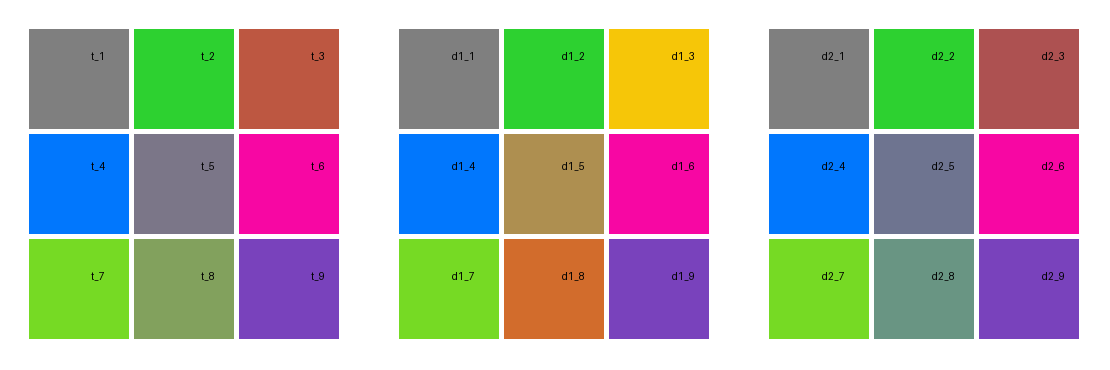 t_1 t_2 t_3 d1_1 d1_2 d1_3 d2_1 d2_2 d2_3
t_4 t_5 t_6 d1_4 d1_5 d1_6 d2_4 d2_5 d2_6
t_7 t_8 t_9 d1_7 d1_8 d1_9 d2_7 d2_8 d2_9